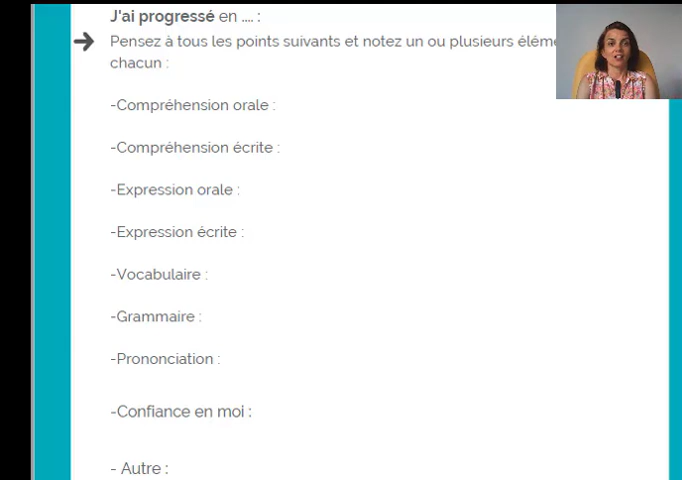 J'ai progressé en .... :
Pensez à tous les points suivants et notez un ou plusieurs
chacun :
-Compréhension orale :
-Compréhension écrite :
-Expression orale :
-Expression écrite :
-Vocabulaire :
-Grammaire :
-Prononciation :
-Confiance en moi :
- Autre :